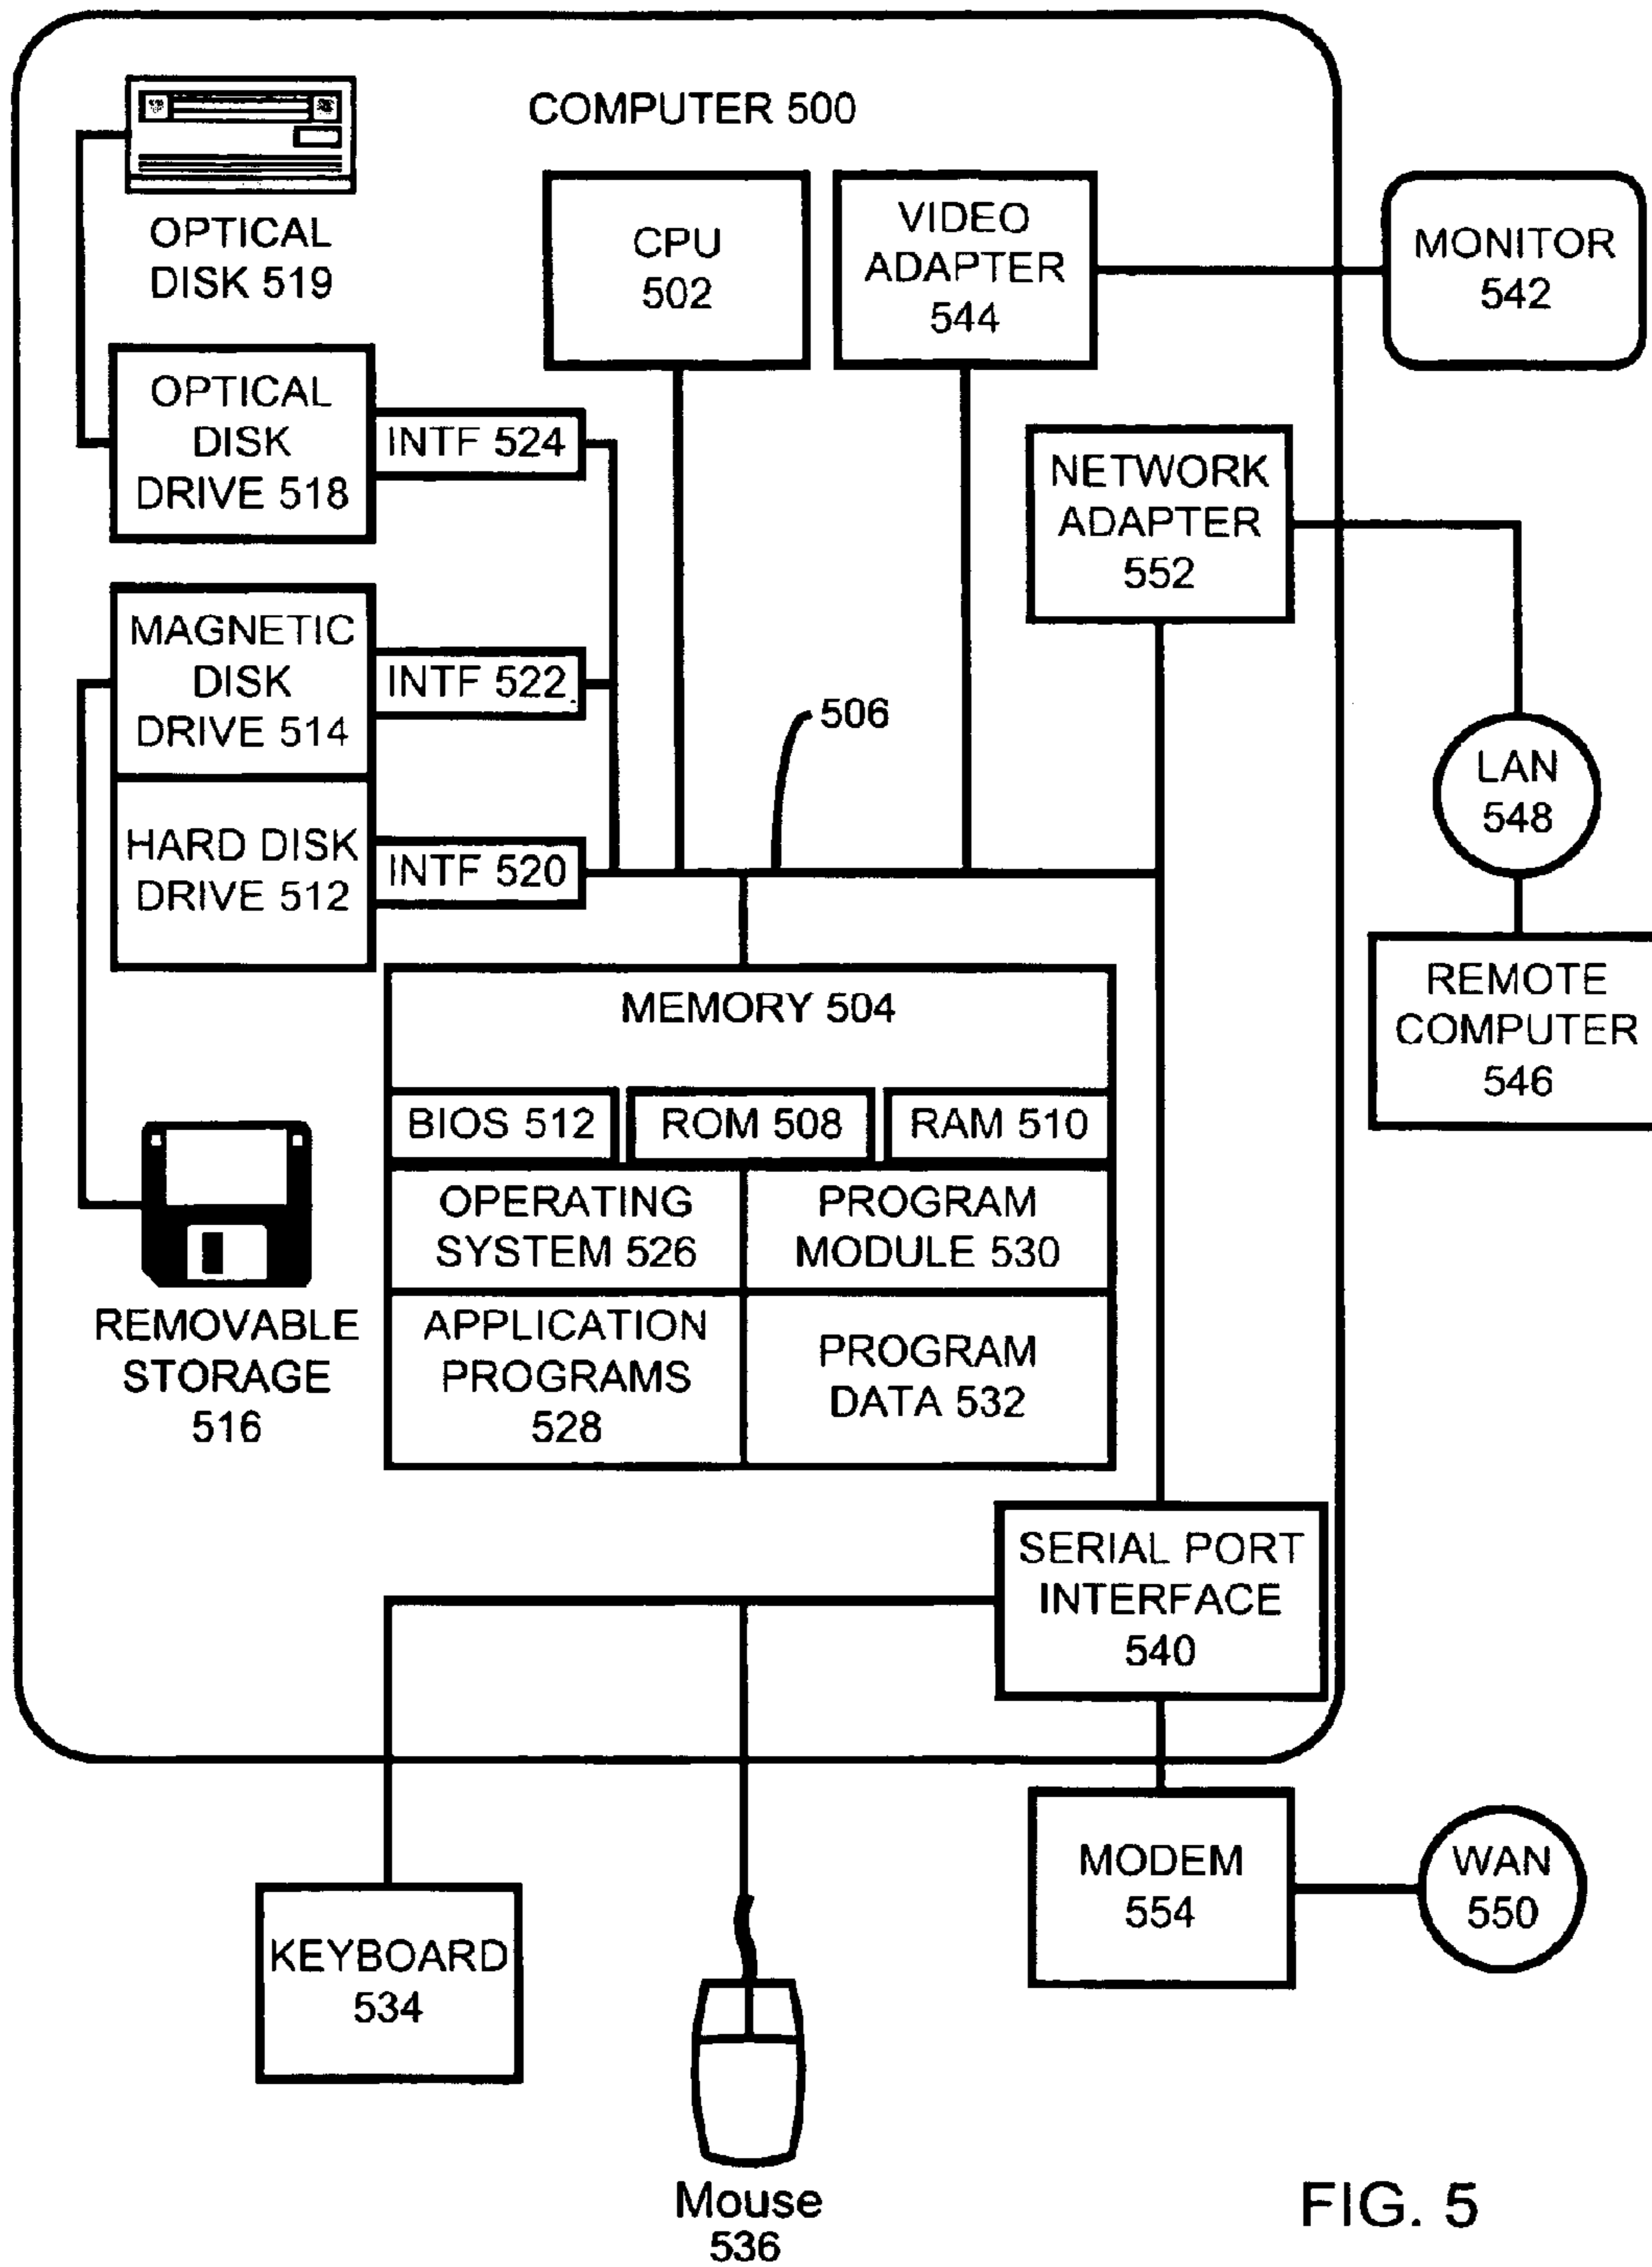 COMPUTER 500
OPTICAL
DISK 519
CPU
502
VIDEO
ADAPTER
544
MONITOR
542
OPTICAL
DISK
DRIVE 518
INTF 524
NETWORK
ADAPTER
552
MAGNETIC
DISK
DRIVE 514
INTF 522
506
LAN
548
HARD DISK
DRIVE 512
INTF 520
REMOTE
COMPUTER
546
MEMORY 504
BIOS 512
ROM 508
RAM 510
OPERATING
SYSTEM 526
PROGRAM
MODULE 530
REMOVABLE
STORAGE
516
APPLICATION
PROGRAMS
528
PROGRAM
DATA 532
SERIAL PORT
INTERFACE
540
MODEM
554
WAN
550
KEYBOARD
534
Mouse
536
FIG. 5